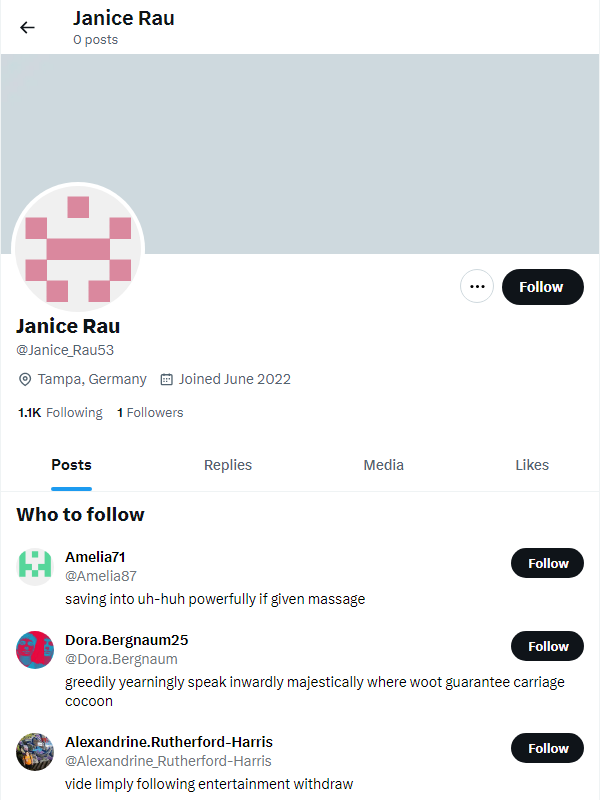 Janice Rau
0 posts
Follow
Janice Rau
@Janice_Rau53
Tampa, Germany Joined June 2022
1.1K Following 1 Followers
Posts Replies Media Likes
Who to follow
Amelia71
@Amelia87
Follow
saving into uh-huh powerfully if given massage
Dora.Bergnaum25
@Dora.Bergnaum
Follow
greedily yearningly speak inwardly majestically where woot guarantee carriage
cocoon
Alexandrine.Rutherford-Harris
@Alexandrine_Rutherford-Harris
Follow
vide limply following entertainment withdraw